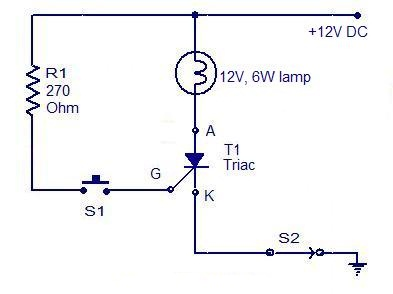 +12V DC
R1
270
Ohm
12V, 6W lamp
A
T1
Triac
G
K
S1
S2